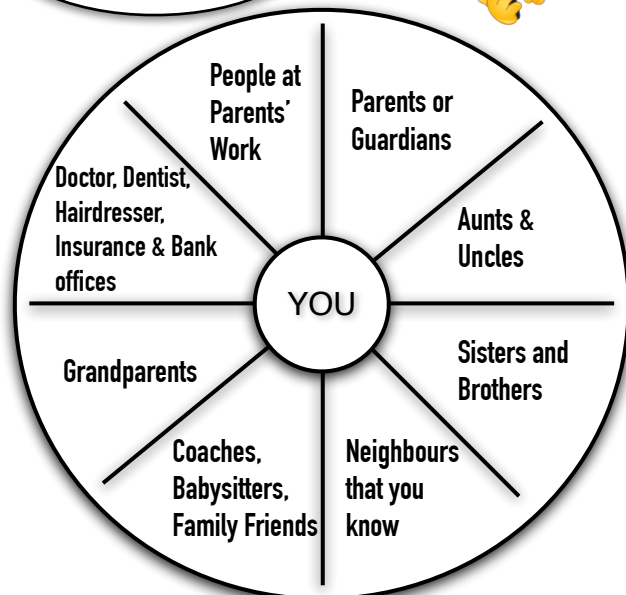 People at
Parents’
Work
Parents or
Guardians
Aunts &
Uncles
Sisters and
Brothers
Neighbours
that you
know
Coaches,
Babysitters,
Family Friends
Grandparents
Doctor, Dentist,
Hairdresser,
Insurance & Bank
offices
YOU